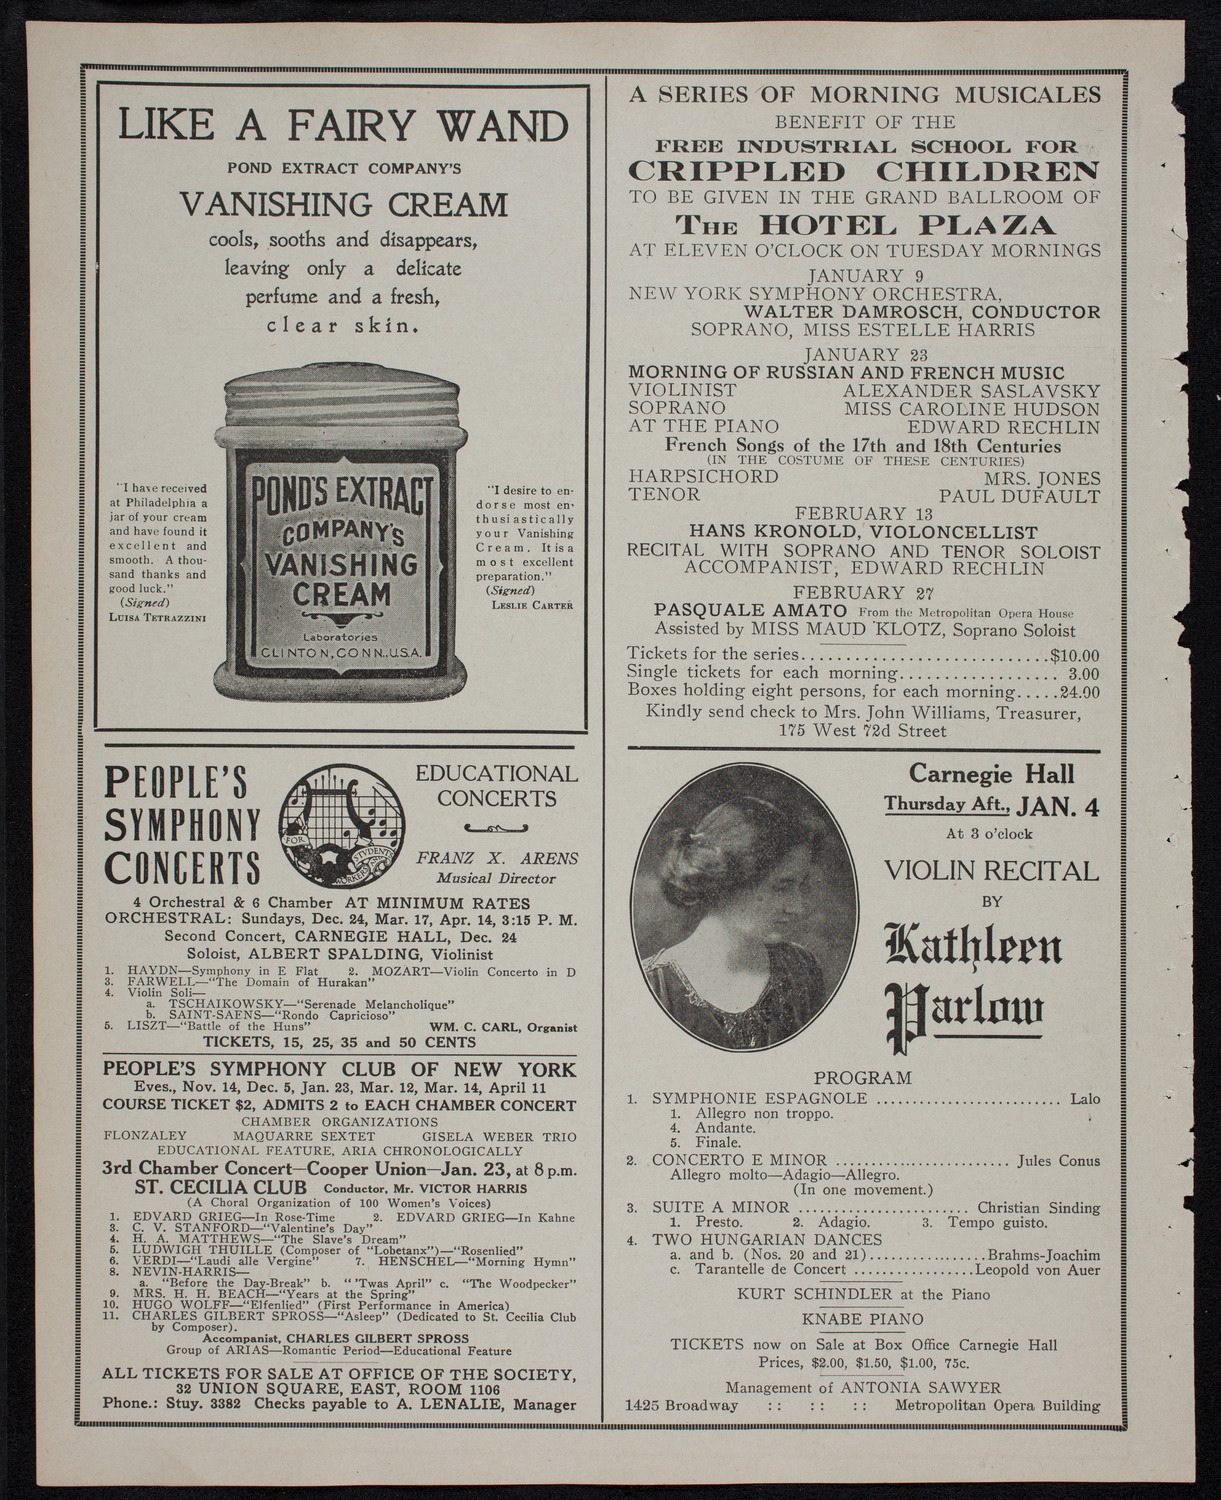 LIKE A FAIRY WAND
POND EXTRACT COMPANY'S
VANISHING CREAM
cools, sooths and disappears,
leaving only a delicate
perfume and a fresh,
clear skin.
"I have received
at Philadelphia a
jar of your cream
and have found it
excellent and
smooth. A thou-
sand thanks and
good luck."
(Signed)
LUISA TETRAZZINI
POND'S EXTRACT
COMPANY'S
VANISHING
CREAM
Laboratories
CLINTON, CONN., U.S.A.
"I desire to en-
dorse most en-
thusiastically
your Vanishing
Cream. It is a
most excellent
preparation."
(Signed)
LESLIE CARTER
PEOPLE'S
SYMPHONY
CONCERTS
FOR
STUDENTS
AND
WORKERS
EDUCATIONAL
CONCERTS
FRANZ X. ARENS
Musical Director
4 Orchestral & 6 Chamber AT MINIMUM RATES
ORCHESTRAL: Sundays, Dec. 24, Mar. 17, Apr. 14, 3:15 P. M.
Second Concert, CARNEGIE HALL, Dec. 24
Soloist, ALBERT SPALDING, Violinist
1. HAYDN—Symphony in E Flat 2. MOZART—Violin Concerto in D
3. FARWELL—"The Domain of Hurakan"
4. Violin Soli—
a. TSCHAIKOWSKY—"Serenade Melancholique"
b. SAINT-SAENS—"Rondo Capricioso"
5. LISZT—"Battle of the Huns" WM. C. CARL, Organist
TICKETS, 15, 25, 35 and 50 CENTS
PEOPLE'S SYMPHONY CLUB OF NEW YORK
Eves., Nov. 14, Dec. 5, Jan. 23, Mar. 12, Mar. 14, April 11
COURSE TICKET $2, ADMITS 2 to EACH CHAMBER CONCERT
CHAMBER ORGANIZATIONS
FLONZALEY MAQUARRE SEXTET GISELA WEBER TRIO
EDUCATIONAL FEATURE, ARIA CHRONOLOGICALLY
3rd Chamber Concert—Cooper Union—Jan. 23, at 8 p.m.
ST. CECILIA CLUB Conductor, Mr. VICTOR HARRIS
(A Choral Organization of 100 Women's Voices)
1. EDVARD GRIEG—In Rose-Time 2. EDVARD GRIEG—In Kahne
3. C. V. STANFORD—"Valentine's Day"
4. H. A. MATTHEWS—"The Slave's Dream"
5. LUDWIGH THUILLE (Composer of "Lobetanz")—"Rosenlied"
6. VERDI—"Laudi alle Vergine" 7. HENSCHEL—"Morning Hymn"
8. NEVIN-HARRIS—
a. "Before the Day-Break" b. "'Twas April" c. "The Woodpecker"
9. MRS. H. H. BEACH—"Years at the Spring"
10. HUGO WOLFF—"Elfenlied" (First Performance in America)
11. CHARLES GILBERT SPROSS—"Asleep" (Dedicated to St. Cecilia Club
by Composer).
Accompanist, CHARLES GILBERT SPROSS
Group of ARIAS—Romantic Period—Educational Feature
ALL TICKETS FOR SALE AT OFFICE OF THE SOCIETY,
32 UNION SQUARE, EAST, ROOM 1106
Phone.: Stuy. 3382 Checks payable to A. LENALIE, Manager
A SERIES OF MORNING MUSICALES
BENEFIT OF THE
FREE INDUSTRIAL SCHOOL FOR
CRIPPLED CHILDREN
TO BE GIVEN IN THE GRAND BALLROOM OF
THE HOTEL PLAZA
AT ELEVEN O'CLOCK ON TUESDAY MORNINGS
JANUARY 9
NEW YORK SYMPHONY ORCHESTRA,
WALTER DAMROSCH, CONDUCTOR
SOPRANO, MISS ESTELLE HARRIS
JANUARY 23
MORNING OF RUSSIAN AND FRENCH MUSIC
VIOLINIST ALEXANDER SASLAVSKY
SOPRANO MISS CAROLINE HUDSON
AT THE PIANO EDWARD RECHLIN
French Songs of the 17th and 18th Centuries
(IN THE COSTUME OF THESE CENTURIES)
HARPSICHORD MRS. JONES
TENOR PAUL DUFAULT
FEBRUARY 13
HANS KRONOLD, VIOLONCELLIST
RECITAL WITH SOPRANO AND TENOR SOLOIST
ACCOMPANIST, EDWARD RECHLIN
FEBRUARY 27
PASQUALE AMATO From the Metropolitan Opera House
Assisted by MISS MAUD KLOTZ, Soprano Soloist
Tickets for the series............................$10.00
Single tickets for each morning.................. 3.00
Boxes holding eight persons, for each morning.....24.00
Kindly send check to Mrs. John Williams, Treasurer,
175 West 72d Street
Carnegie Hall
Thursday Aft., JAN. 4
At 3 o'clock
VIOLIN RECITAL
BY
Kathleen
Parlow
PROGRAM
1. SYMPHONIE ESPAGNOLE .......................... Lalo
1. Allegro non troppo.
4. Andante.
5. Finale.
2. CONCERTO E MINOR ........................ Jules Conus
Allegro molto—Adagio—Allegro.
(In one movement.)
3. SUITE A MINOR ...................... Christian Sinding
1. Presto. 2. Adagio. 3. Tempo guisto.
4. TWO HUNGARIAN DANCES
a. and b. (Nos. 20 and 21).................Brahms-Joachim
c. Tarantelle de Concert .................Leopold von Auer
KURT SCHINDLER at the Piano
KNABE PIANO
TICKETS now on Sale at Box Office Carnegie Hall
Prices, $2.00, $1.50, $1.00, 75c.
Management of ANTONIA SAWYER
1425 Broadway :: :: :: Metropolitan Opera Building